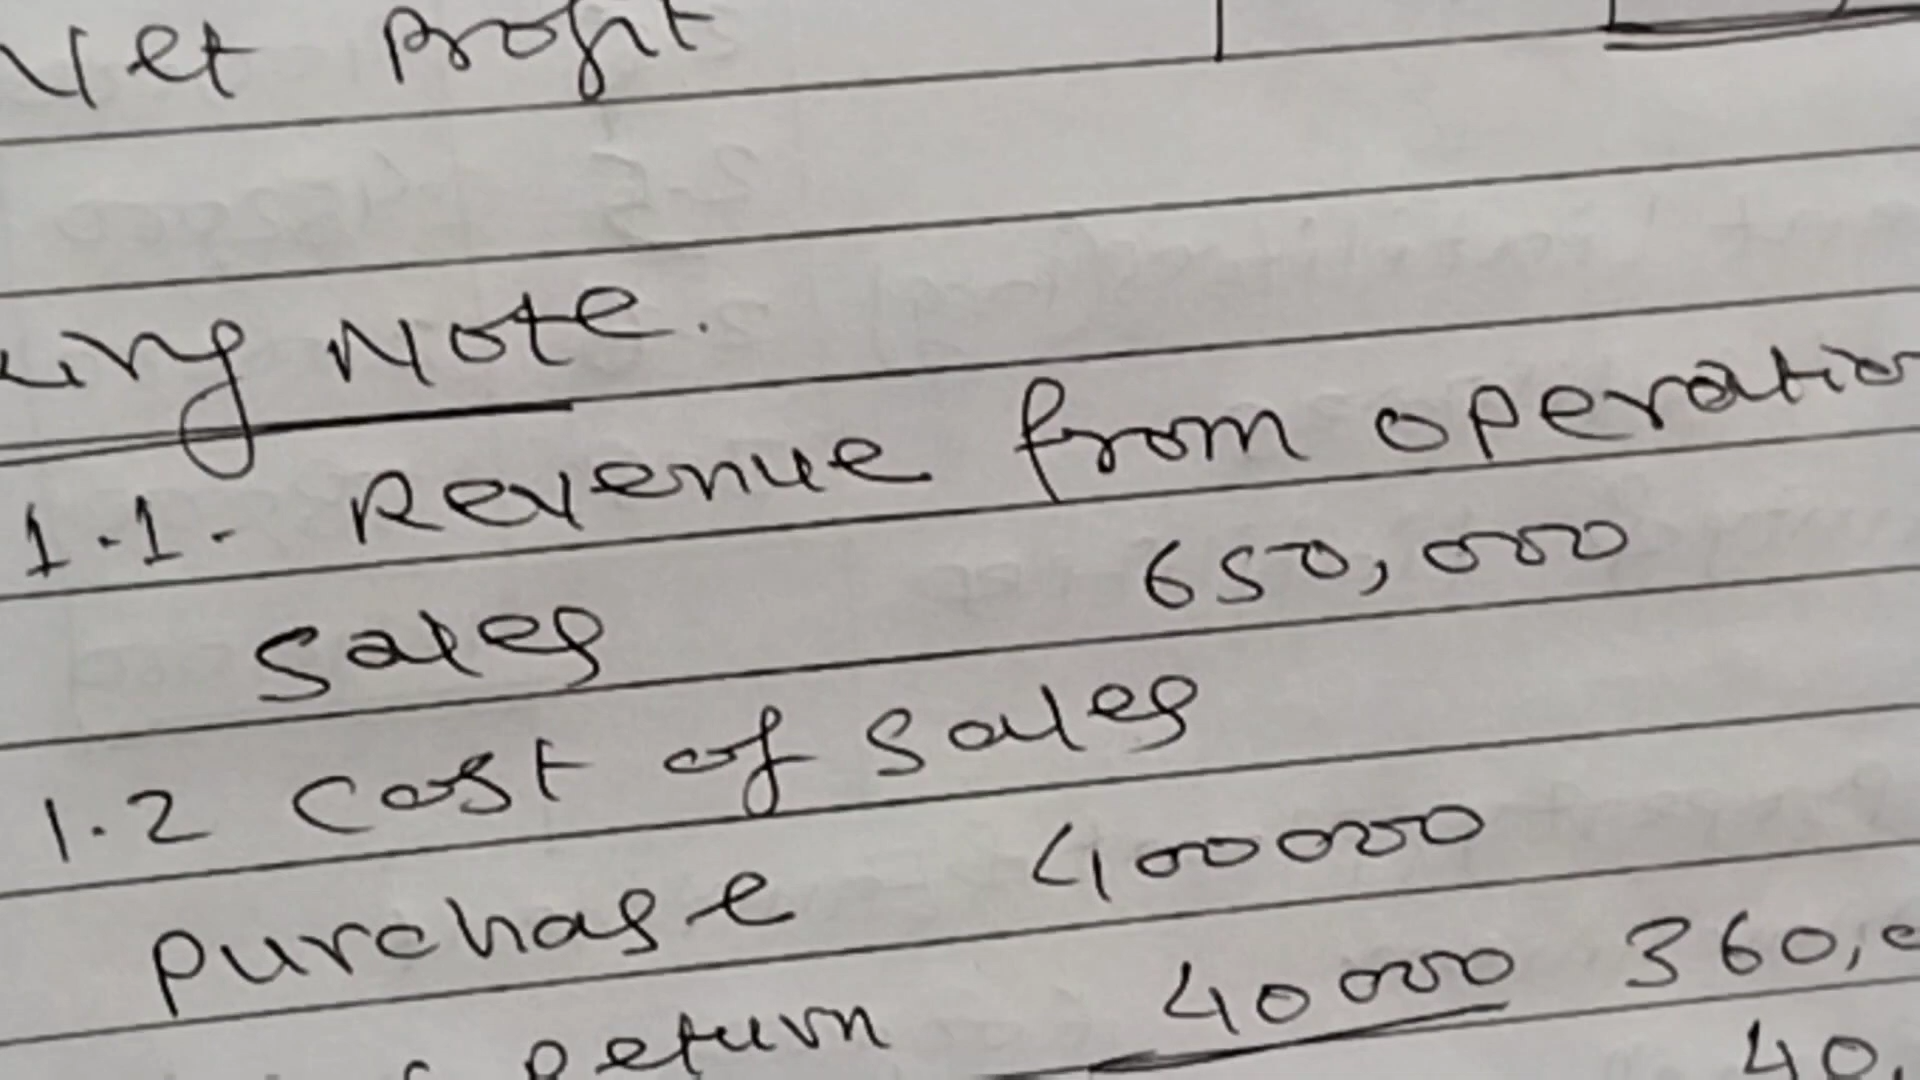 Net Profit
Note.
1.1. Revenue from operation
Sales 650,000
1.2 Cost of Sales
Purchase 400000
Return 40000 360,0
40,